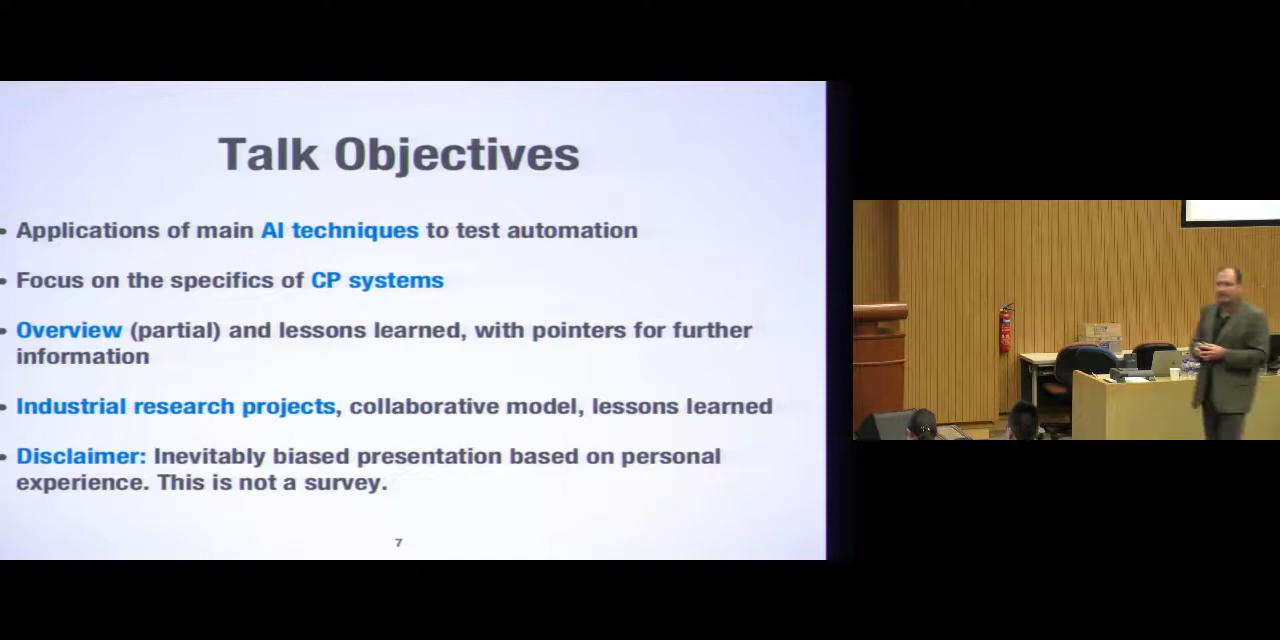 Talk Objectives
• Applications of main AI techniques to test automation
• Focus on the specifics of CP systems
• Overview (partial) and lessons learned, with pointers for further
information
• Industrial research projects, collaborative model, lessons learned
• Disclaimer: Inevitably biased presentation based on personal
experience. This is not a survey.
7